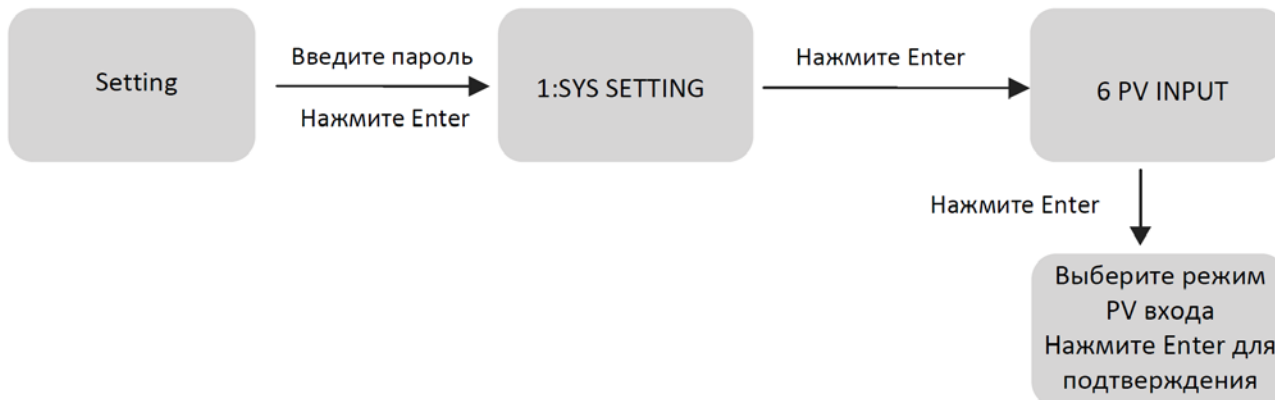 Setting
Введите пароль
Нажмите Enter
1:SYS SETTING
Нажмите Enter
6 PV INPUT
Нажмите Enter
Выберите режим
PV входа
Нажмите Enter для
подтверждения